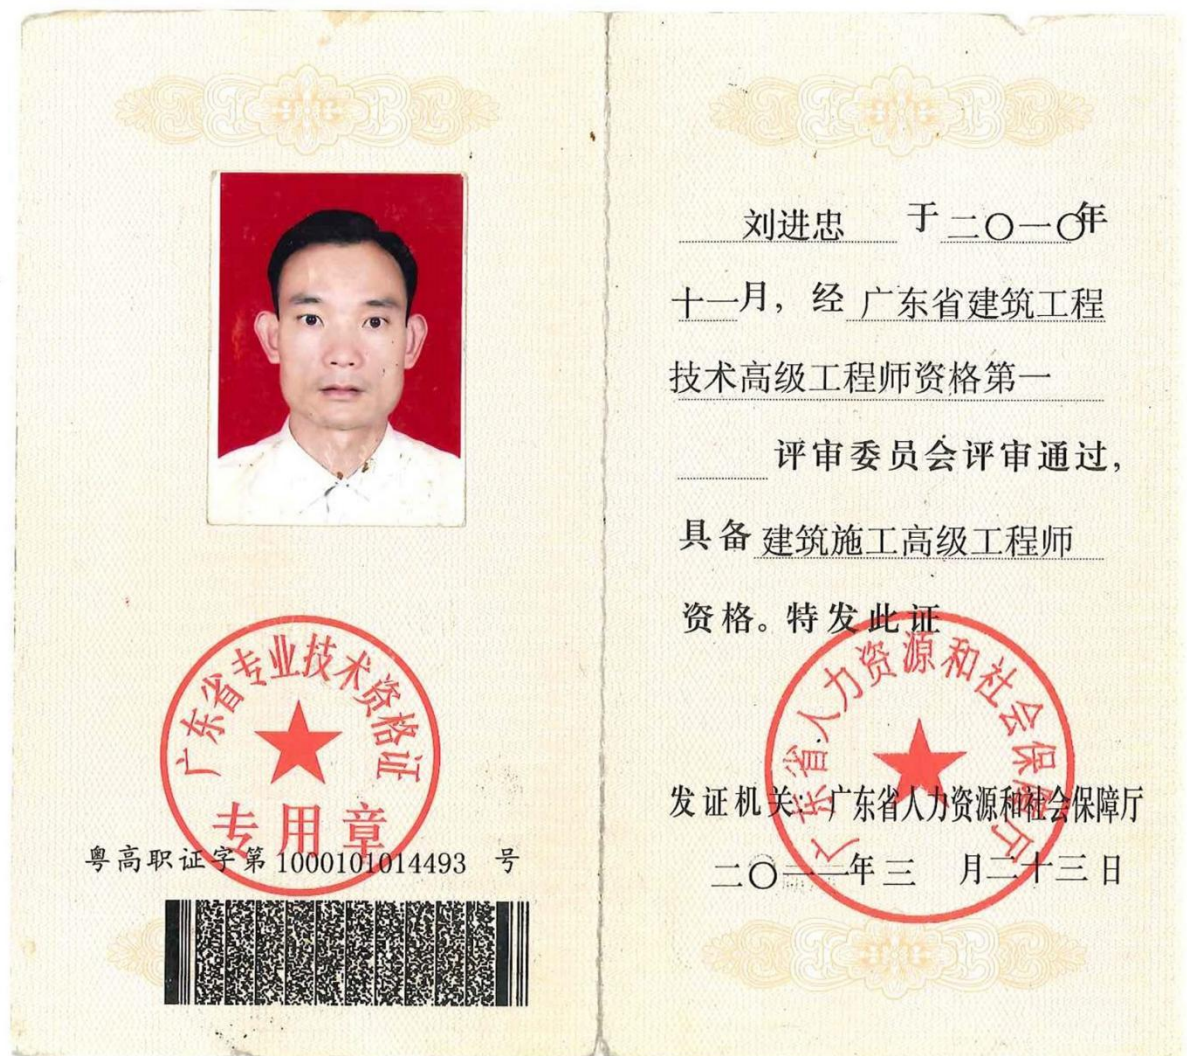 广东省专业技术资格证
专用章
粤高职证字第 1000101014493 号
刘进忠 于 二〇一〇年
十一月，经 广东省建筑工程
技术高级工程师资格第一
评审委员会评审通过，
具备 建筑施工高级工程师
资格。特发此证
广东省人力资源和社会保障厅
发证机关：广东省人力资源和社会保障厅
二〇一一年 三 月二十三日